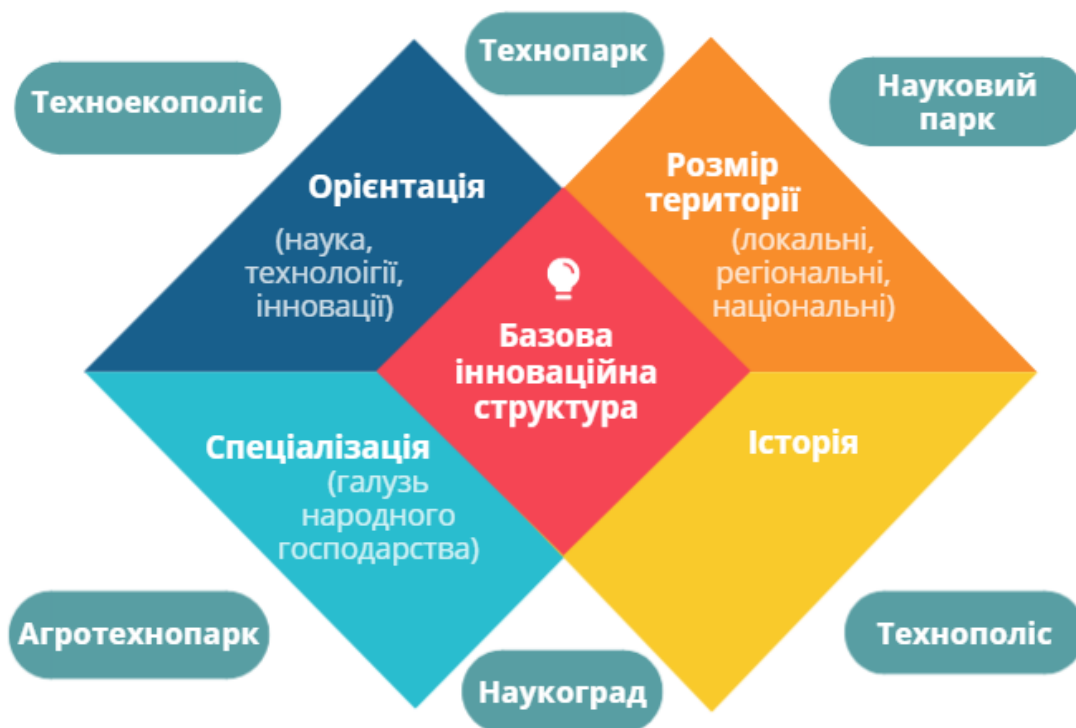 Технопарк
Техноекополіс
Науковий
парк
Орієнтація
(наука,
технолоігії,
інновації)
Розмір
території
(локальні,
регіональні,
національні)
Базова
інноваційна
структура
Спеціалізація
(галузь
народного
господарства)
Історія
Агротехнопарк
Наукоград
Технополіс